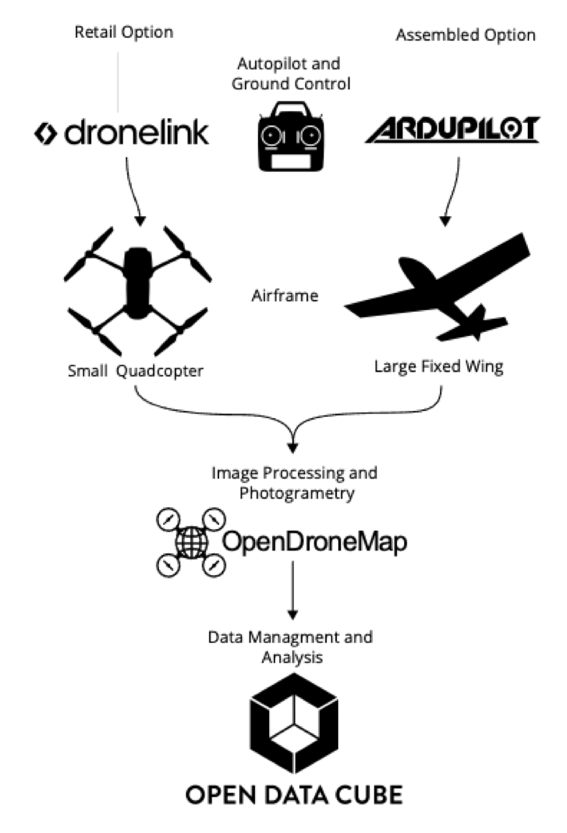 Retail Option
Assembled Option
Autopilot and
Ground Control
dronelink
ARDUPILOT
Airframe
Small Quadcopter
Large Fixed Wing
Image Processing and
Photogrametry
OpenDroneMap
Data Managment and
Analysis
OPEN DATA CUBE